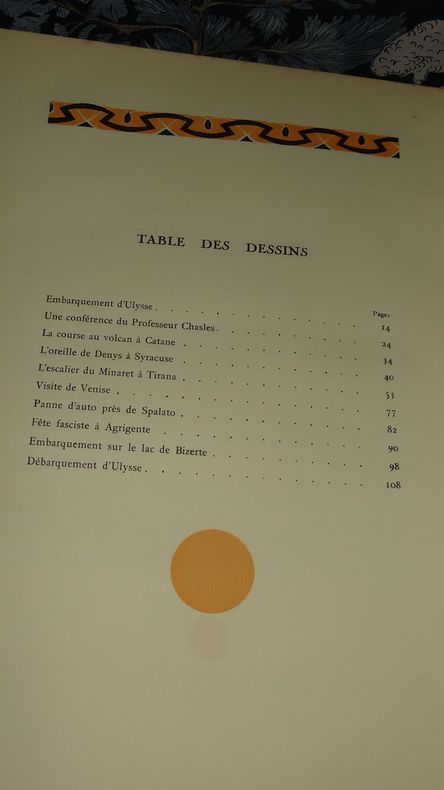 TABLE DES DESSINS
Pages
Embarquement d'Ulysse . . . . . . . . . . . 14
Une conférence du Professeur Chasles . . . . . . . . 24
La course au volcan à Catane . . . . . . . . . . 34
L'oreille de Denys à Syracuse . . . . . . . . . . 40
L'escalier du Minaret à Tirana . . . . . . . . . . 53
Visite de Venise . . . . . . . . . . . . . 77
Panne d'auto près de Spalato . . . . . . . . . . 82
Fête fasciste à Agrigente . . . . . . . . . . . 90
Embarquement sur le lac de Bizerte . . . . . . . . 98
Débarquement d'Ulysse . . . . . . . . . . . 108